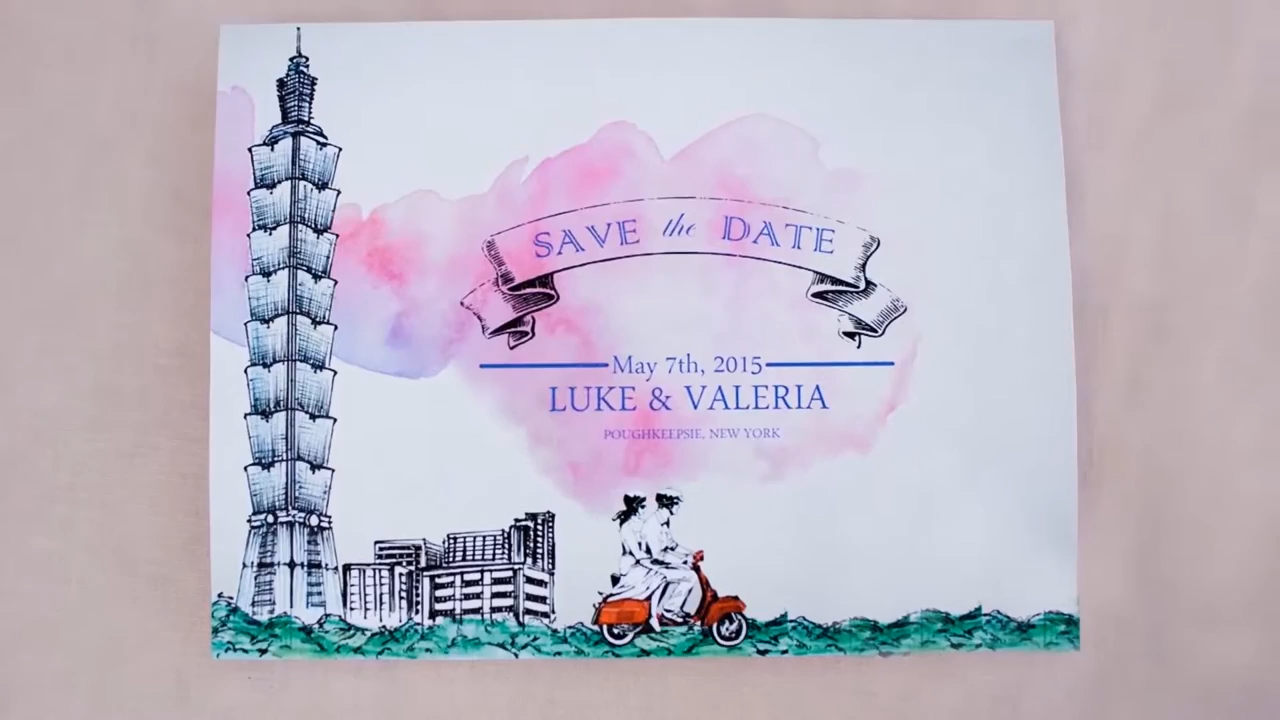 SAVE the DATE
May 7th, 2015
LUKE & VALERIA
POUGHKEEPSIE, NEW YORK